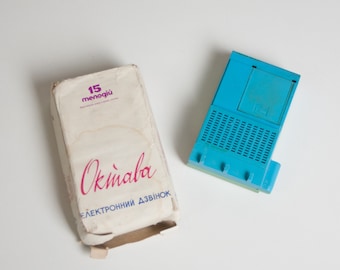 15
мелодій
Октава
ЕЛЕКТРОННИЙ ДЗВІНОК